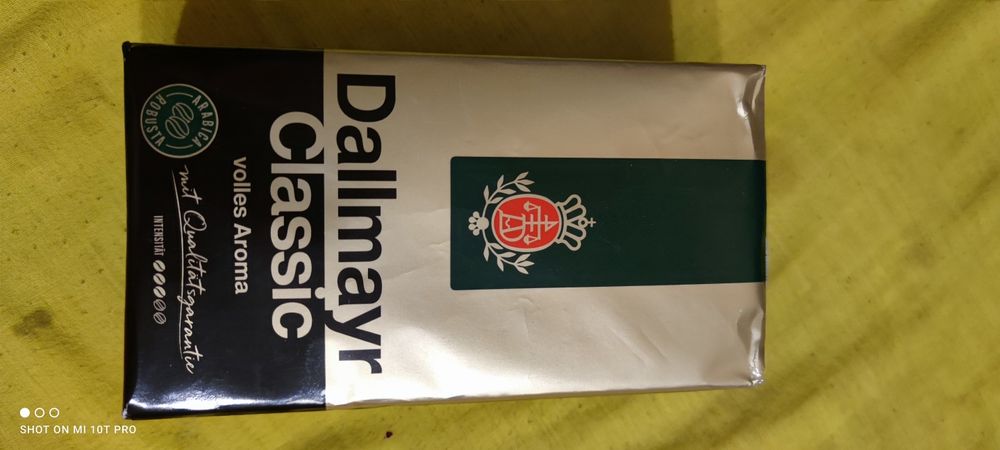 Dallmayr
Classic
volles Aroma
mit Qualitätsgarantie
INTENSITÄT
ARABICA
ROBUSTA
SHOT ON MI 10T PRO